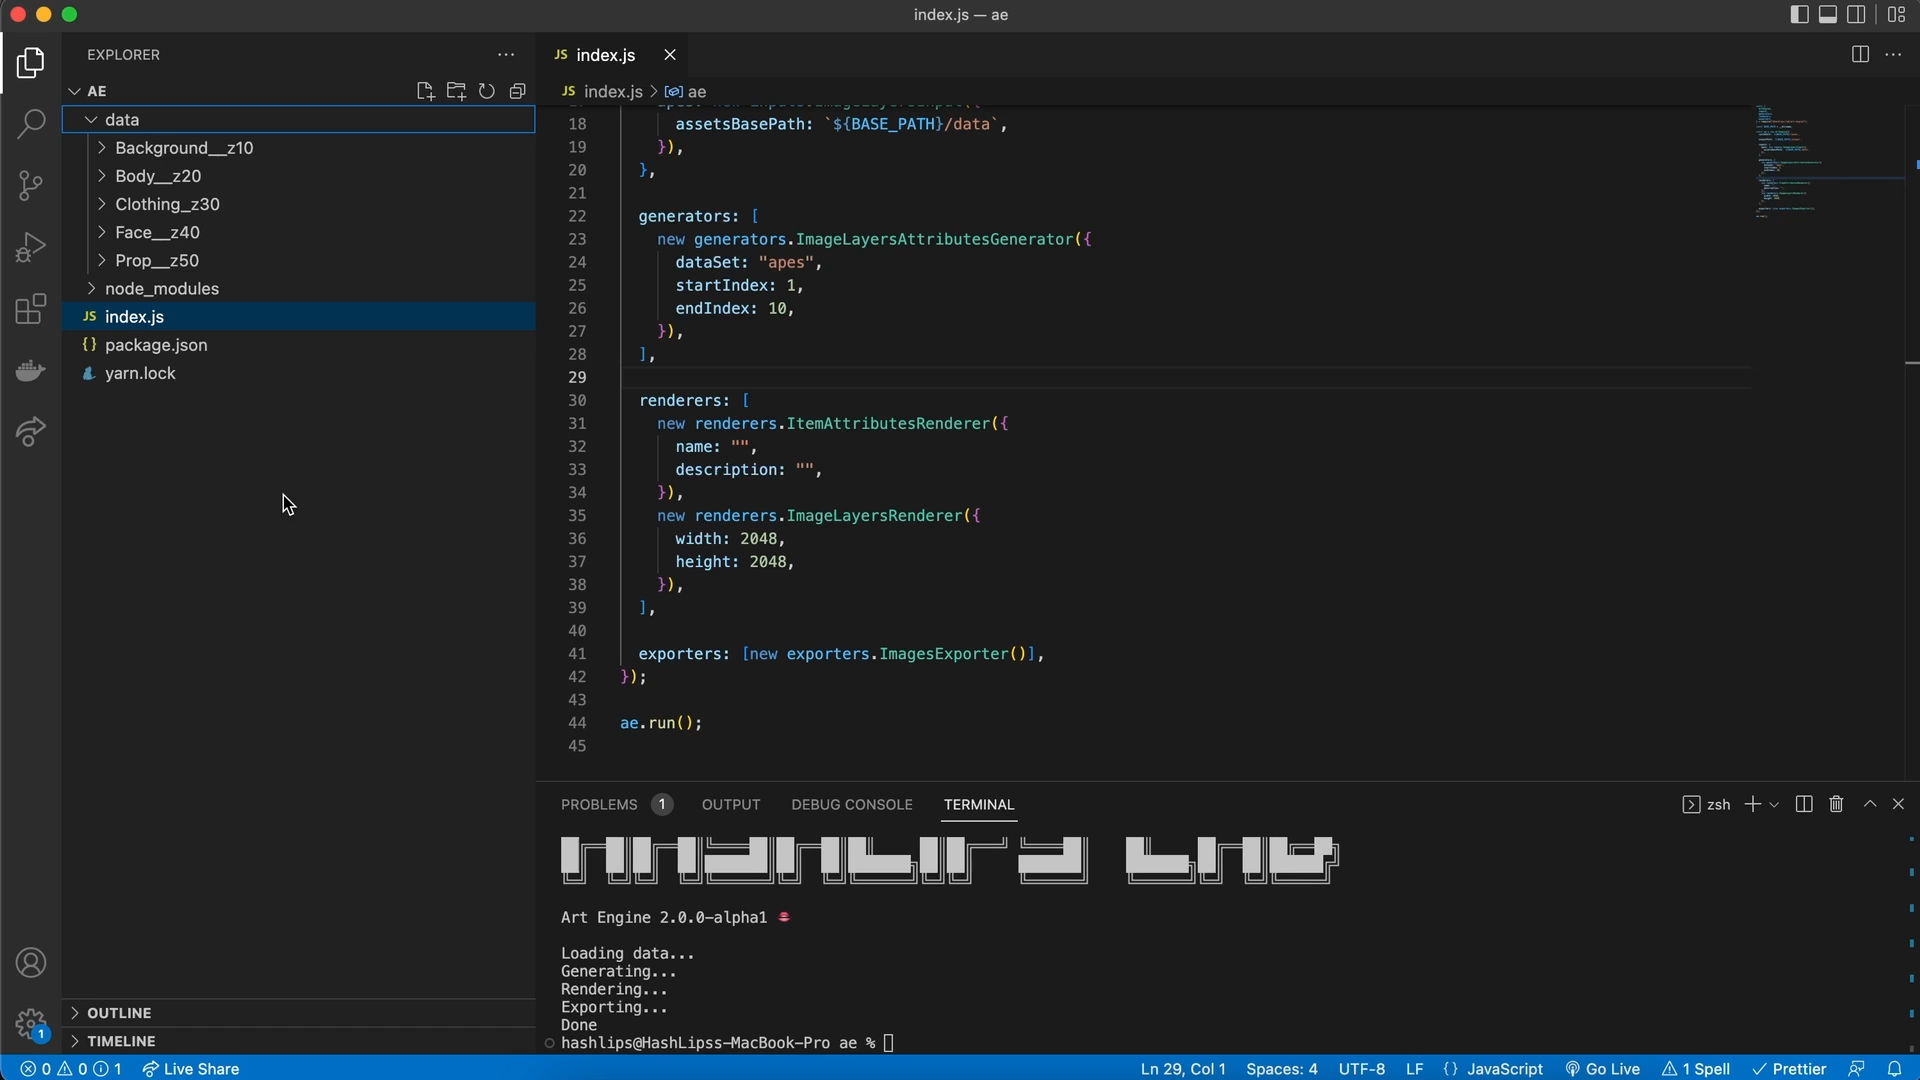 index.js — ae
EXPLORER
AE
data
Background__z10
Body__z20
Clothing_z30
Face__z40
Prop__z50
node_modules
JS index.js
{} package.json
yarn.lock
OUTLINE
TIMELINE
1
JS index.js
JS index.js > ae
18 assetsBasePath: `${BASE_PATH}/data`,
19 }),
20 },
21
22 generators: [
23 new generators.ImageLayersAttributesGenerator({
24 dataSet: "apes",
25 startIndex: 1,
26 endIndex: 10,
27 }),
28 ],
29
30 renderers: [
31 new renderers.ItemAttributesRenderer({
32 name: "",
33 description: "",
34 }),
35 new renderers.ImageLayersRenderer({
36 width: 2048,
37 height: 2048,
38 }),
39 ],
40
41 exporters: [new exporters.ImagesExporter()],
42 });
43
44 ae.run();
45
PROBLEMS 1 OUTPUT DEBUG CONSOLE TERMINAL
zsh
Art Engine 2.0.0-alpha1
Loading data...
Generating...
Rendering...
Exporting...
Done
hashlips@HashLipss-MacBook-Pro ae %
0 0 1 Live Share
Ln 29, Col 1 Spaces: 4 UTF-8 LF {} JavaScript Go Live 1 Spell Prettier